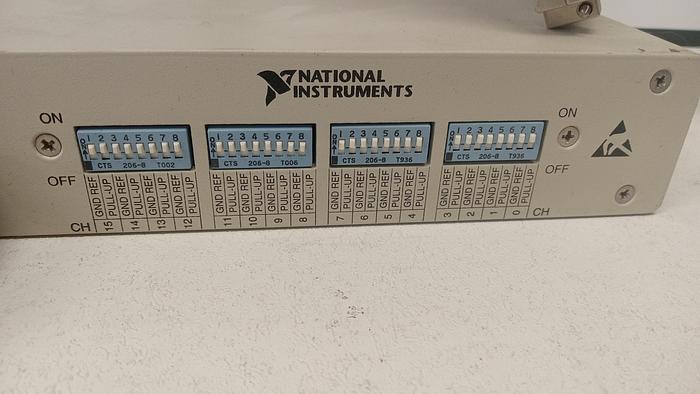 NATIONAL
INSTRUMENTS
ON
ON
1 2 3 4 5 6 7 8
1 2 3 4 5 6 7 8
1 2 3 4 5 6 7 8
1 2 3 4 5 6 7 8
CTS 206-8 T002
CTS 206-8 T006
CTS 206-8 T936
CTS 206-8 T936
OFF
OFF
GND REF PULL-UP GND REF PULL-UP GND REF PULL-UP GND REF PULL-UP
GND REF PULL-UP GND REF PULL-UP GND REF PULL-UP GND REF PULL-UP
GND REF PULL-UP GND REF PULL-UP GND REF PULL-UP GND REF PULL-UP
GND REF PULL-UP GND REF PULL-UP GND REF PULL-UP GND REF PULL-UP
CH 15 14 13 12
11 10 9 8
7 6 5 4
3 2 1 0 CH